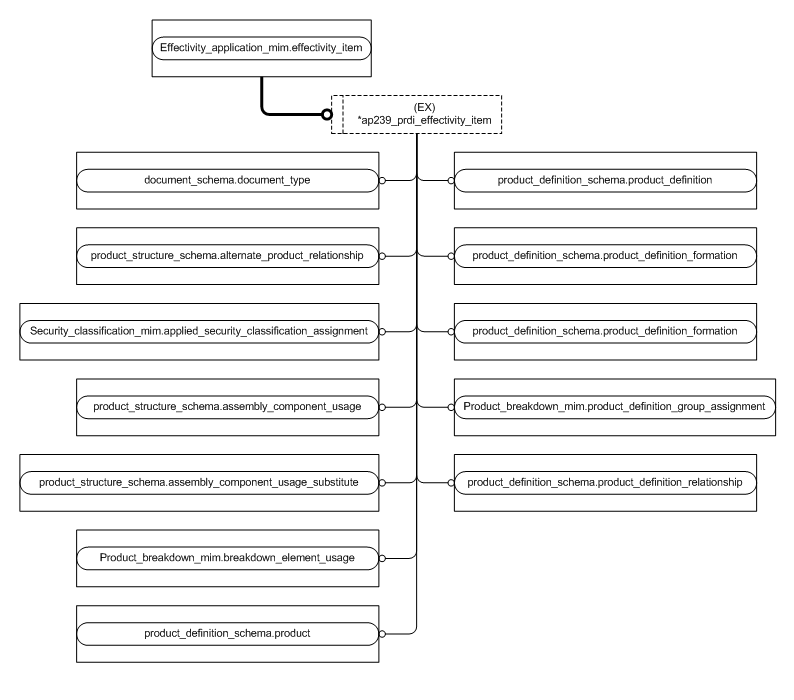 Effectivity_application_mim.effectivity_item
(EX)
*ap239_prdi_effectivity_item
document_schema.document_type
product_definition_schema.product_definition
product_structure_schema.alternate_product_relationship
product_definition_schema.product_definition_formation
Security_classification_mim.applied_security_classification_assignment
product_definition_schema.product_definition_formation
product_structure_schema.assembly_component_usage
Product_breakdown_mim.product_definition_group_assignment
product_structure_schema.assembly_component_usage_substitute
product_definition_schema.product_definition_relationship
Product_breakdown_mim.breakdown_element_usage
product_definition_schema.product